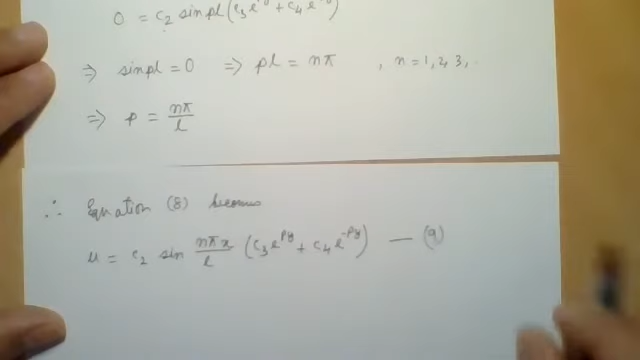 0 = c₂ sin pl (c₃ e + c₄ e )
⇒ sin pl = 0 ⇒ pl = nπ , n = 1, 2, 3, .
⇒ p = nπ/l
∴ Equation (8) becomes
u = c₂ sin nπx/l (c₃ e^{py} + c₄ e^{-py}) — (9)